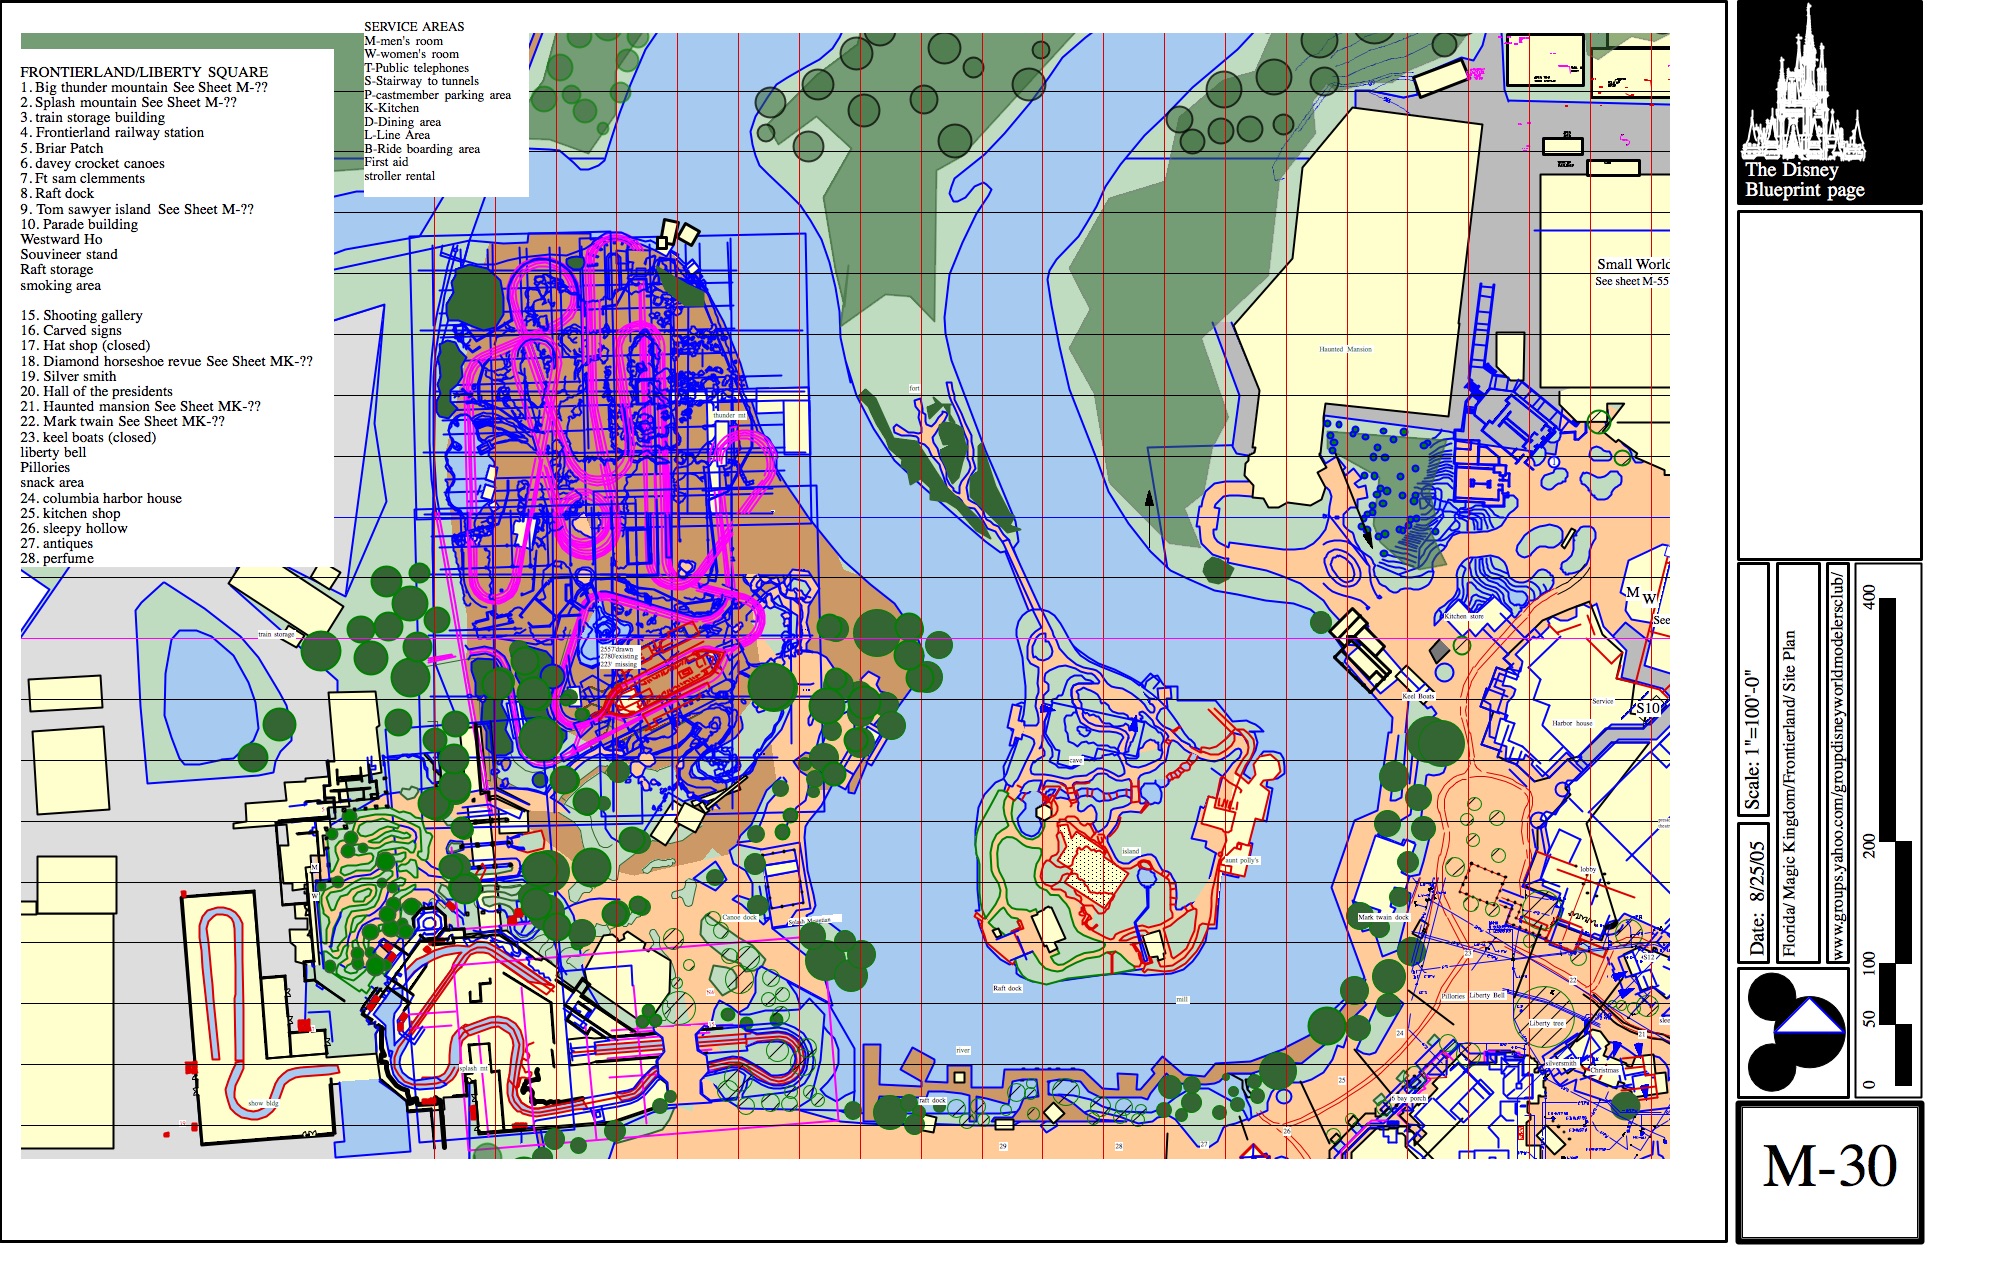 SERVICE AREAS
M-men's room
W-women's room
T-Public telephones
S-Stairway to tunnels
P-castmember parking area
K-Kitchen
D-Dining area
L-Line Area
B-Ride boarding area
First aid
stroller rental
FRONTIERLAND/LIBERTY SQUARE
1. Big thunder mountain See Sheet M-??
2. Splash mountain See Sheet M-??
3. train storage building
4. Frontierland railway station
5. Briar Patch
6. davey crocket canoes
7. Ft sam clemments
8. Raft dock
9. Tom sawyer island See Sheet M-??
10. Parade building
Westward Ho
Souvineer stand
Raft storage
smoking area
15. Shooting gallery
16. Carved signs
17. Hat shop (closed)
18. Diamond horseshoe revue See Sheet MK-??
19. Silver smith
20. Hall of the presidents
21. Haunted mansion See Sheet MK-??
22. Mark twain See Sheet MK-??
23. keel boats (closed)
liberty bell
Pillories
snack area
24. columbia harbor house
25. kitchen shop
26. sleepy hollow
27. antiques
28. perfume
Small World
See sheet M-55
Haunted Mansion
fort
thunder mt
M
W
Kitchen store
See
train storage
2557'drawn
2780'existing
223' missing
Keel Boats
Service
S10
Harbor house
cave
island
aunt polly's
lobby
M
W
Canoe dock
Splash Mountain
Mark twain dock
23
S12
22
Raft dock
mill
Pillories
Liberty Bell
Liberty tree
21
24
river
splash mt
silversmith
Christmas
25
show bldg
raft dock
6 bay porch
26
27
28
29
The Disney
Blueprint page
Scale: 1"=100'-0"
Date: 8/25/05
Florida/ Magic Kingdom/Frontierland/ Site Plan
www.groups.yahoo.com/groupdisneyworldmodelersclub/
400
200
100
50
0
M-30